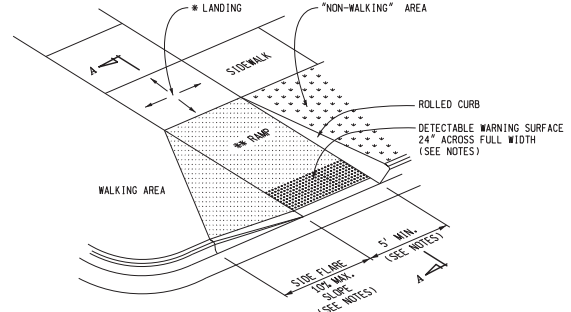 * LANDING
"NON-WALKING" AREA
A
SIDEWALK
ROLLED CURB
** RAMP
DETECTABLE WARNING SURFACE
24" ACROSS FULL WIDTH
(SEE NOTES)
WALKING AREA
5' MIN.
(SEE NOTES)
SIDE FLARE
10% MAX.
SLOPE
(SEE NOTES)
A